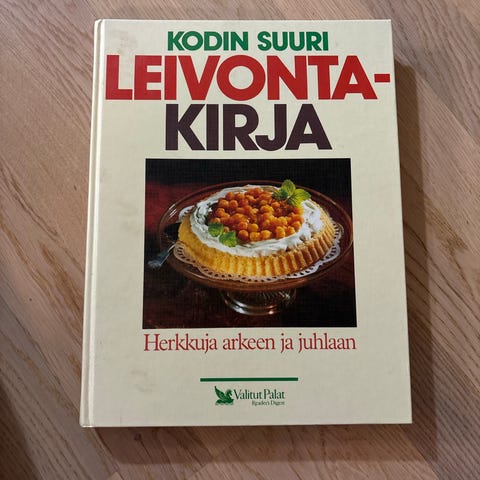 KODIN SUURI
LEIVONTA-
KIRJA
Herkkuja arkeen ja juhlaan
Valitut Palat
Reader's Digest